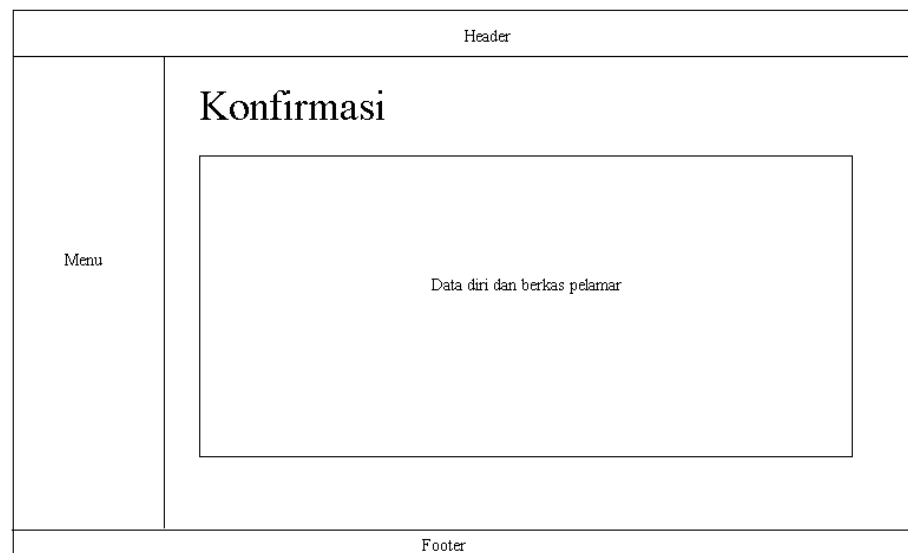 Header
Konfirmasi
Menu
Data diri dan berkas pelamar
Footer